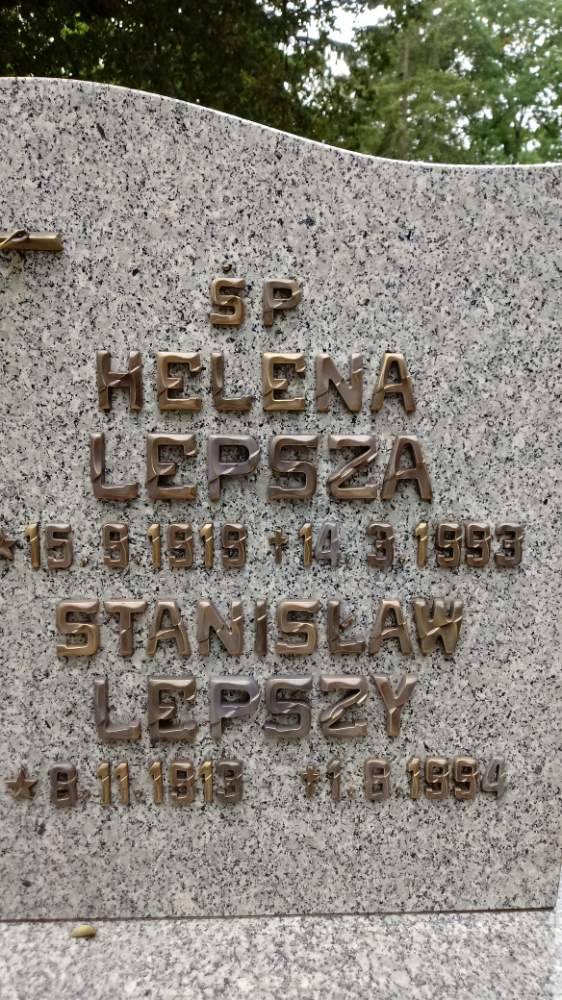 ŚP
HELENA
LEPSZA
★15.9.1919 †14.3.1993
STANISŁAW
LEPSZY
★8.11.1913 †1.6.1994